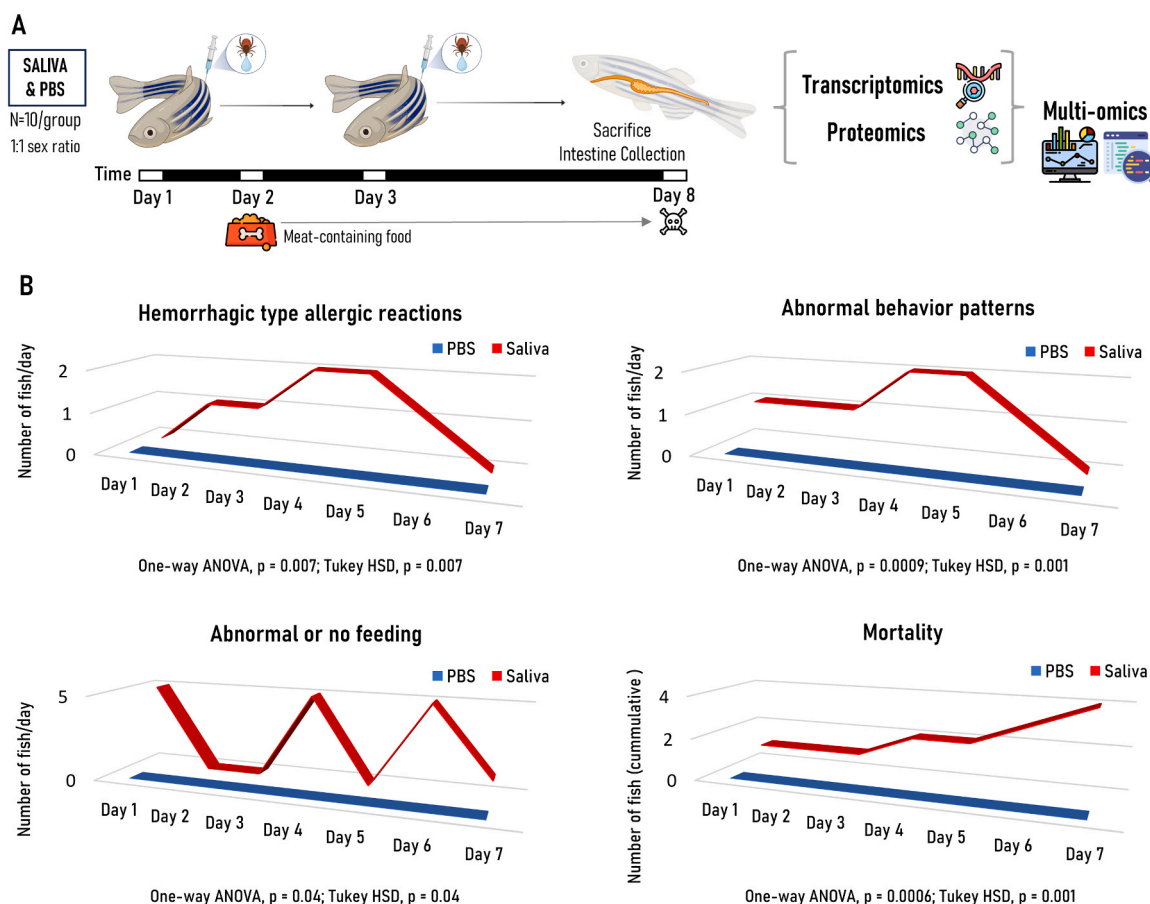 A
SALIVA
& PBS
N=10/group
1:1 sex ratio
Sacrifice
Intestine Collection
Transcriptomics
Proteomics
Multi-omics
Time
Day 1 Day 2 Day 3 Day 8
Meat-containing food
B
Hemorrhagic type allergic reactions
PBS Saliva
Number of fish/day
2
1
0
Day 1 Day 2 Day 3 Day 4 Day 5 Day 6 Day 7
One-way ANOVA, p = 0.007; Tukey HSD, p = 0.007
Abnormal behavior patterns
PBS Saliva
Number of fish/day
2
1
0
Day 1 Day 2 Day 3 Day 4 Day 5 Day 6 Day 7
One-way ANOVA, p = 0.0009; Tukey HSD, p = 0.001
Abnormal or no feeding
PBS Saliva
Number of fish/day
5
0
Day 1 Day 2 Day 3 Day 4 Day 5 Day 6 Day 7
One-way ANOVA, p = 0.04; Tukey HSD, p = 0.04
Mortality
PBS Saliva
Number of fish (cummulative )
4
2
0
Day 1 Day 2 Day 3 Day 4 Day 5 Day 6 Day 7
One-way ANOVA, p = 0.0006; Tukey HSD, p = 0.001